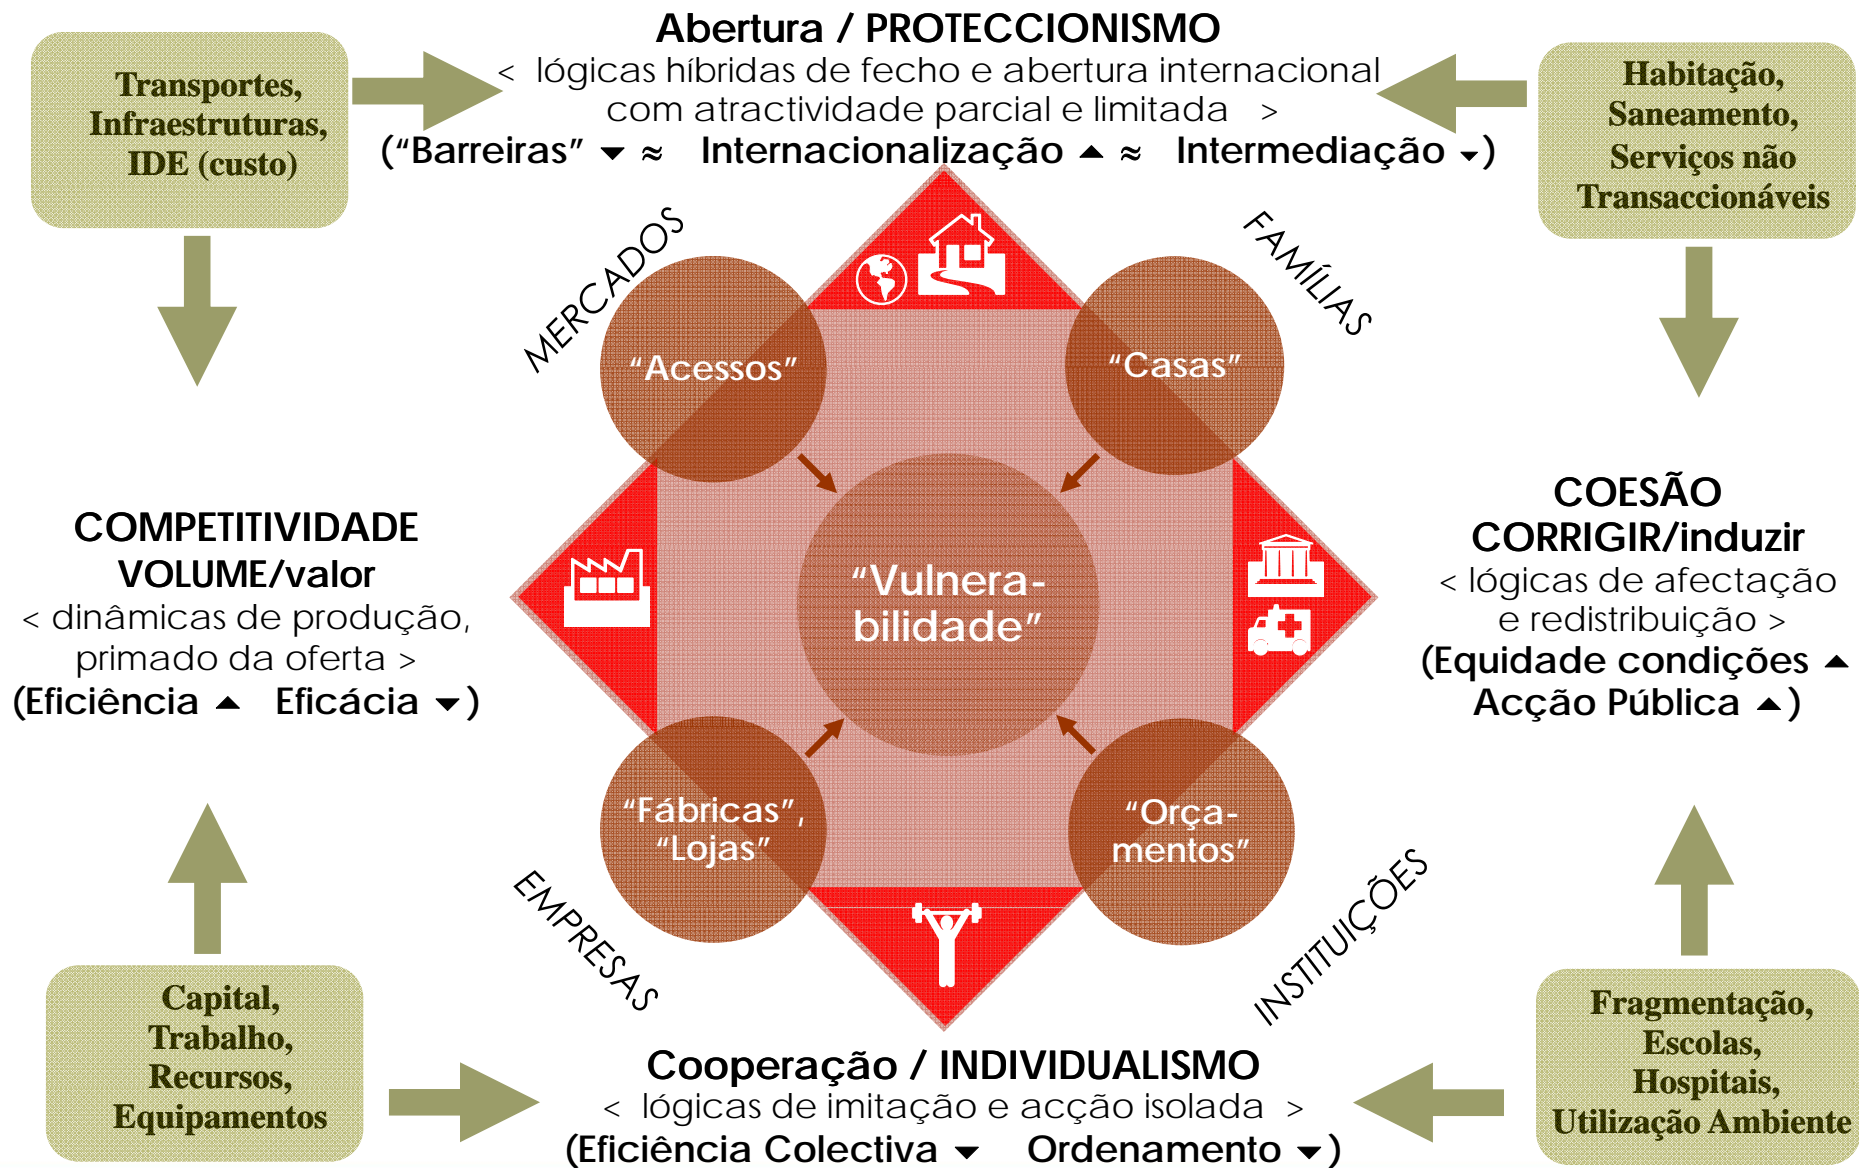 Abertura / PROTECCIONISMO
< lógicas híbridas de fecho e abertura internacional
com atractividade parcial e limitada >
("Barreiras" ▼ ≈ Internacionalização ▲ ≈ Intermediação ▼)
Transportes,
Infraestruturas,
IDE (custo)
Habitação,
Saneamento,
Serviços não
Transaccionáveis
MERCADOS
FAMÍLIAS
"Acessos"
"Casas"
COMPETITIVIDADE
VOLUME/valor
< dinâmicas de produção,
primado da oferta >
(Eficiência ▲ Eficácia ▼)
"Vulnera-
bilidade"
COESÃO
CORRIGIR/induzir
< lógicas de afectação
e redistribuição >
(Equidade condições ▲
Acção Pública ▲)
"Fábricas",
"Lojas"
"Orça-
mentos"
EMPRESAS
INSTITUIÇÕES
Capital,
Trabalho,
Recursos,
Equipamentos
Fragmentação,
Escolas,
Hospitais,
Utilização Ambiente
Cooperação / INDIVIDUALISMO
< lógicas de imitação e acção isolada >
(Eficiência Colectiva ▼ Ordenamento ▼)